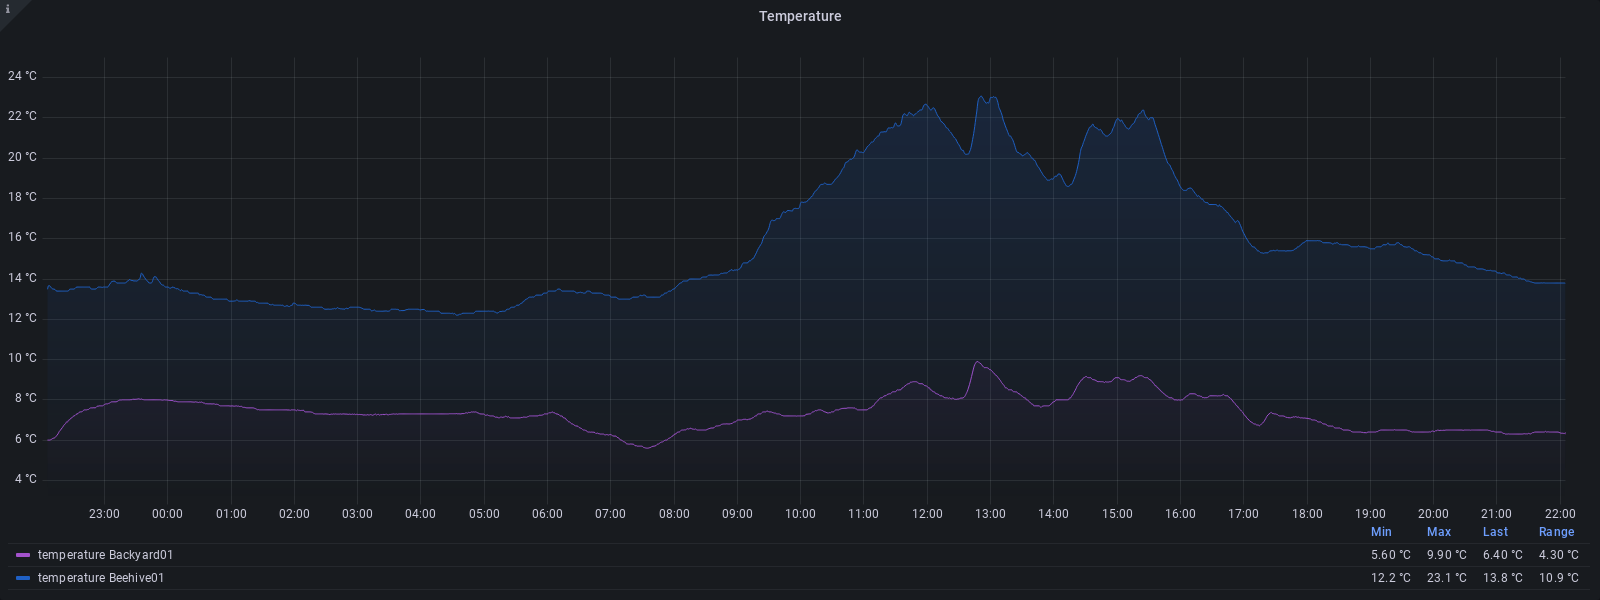 i
Temperature
24 °C
22 °C
20 °C
18 °C
16 °C
14 °C
12 °C
10 °C
8 °C
6 °C
4 °C
23:00 00:00 01:00 02:00 03:00 04:00 05:00 06:00 07:00 08:00 09:00 10:00 11:00 12:00 13:00 14:00 15:00 16:00 17:00 18:00 19:00 20:00 21:00 22:00
Min Max Last Range
temperature Backyard01 5.60 °C 9.90 °C 6.40 °C 4.30 °C
temperature Beehive01 12.2 °C 23.1 °C 13.8 °C 10.9 °C